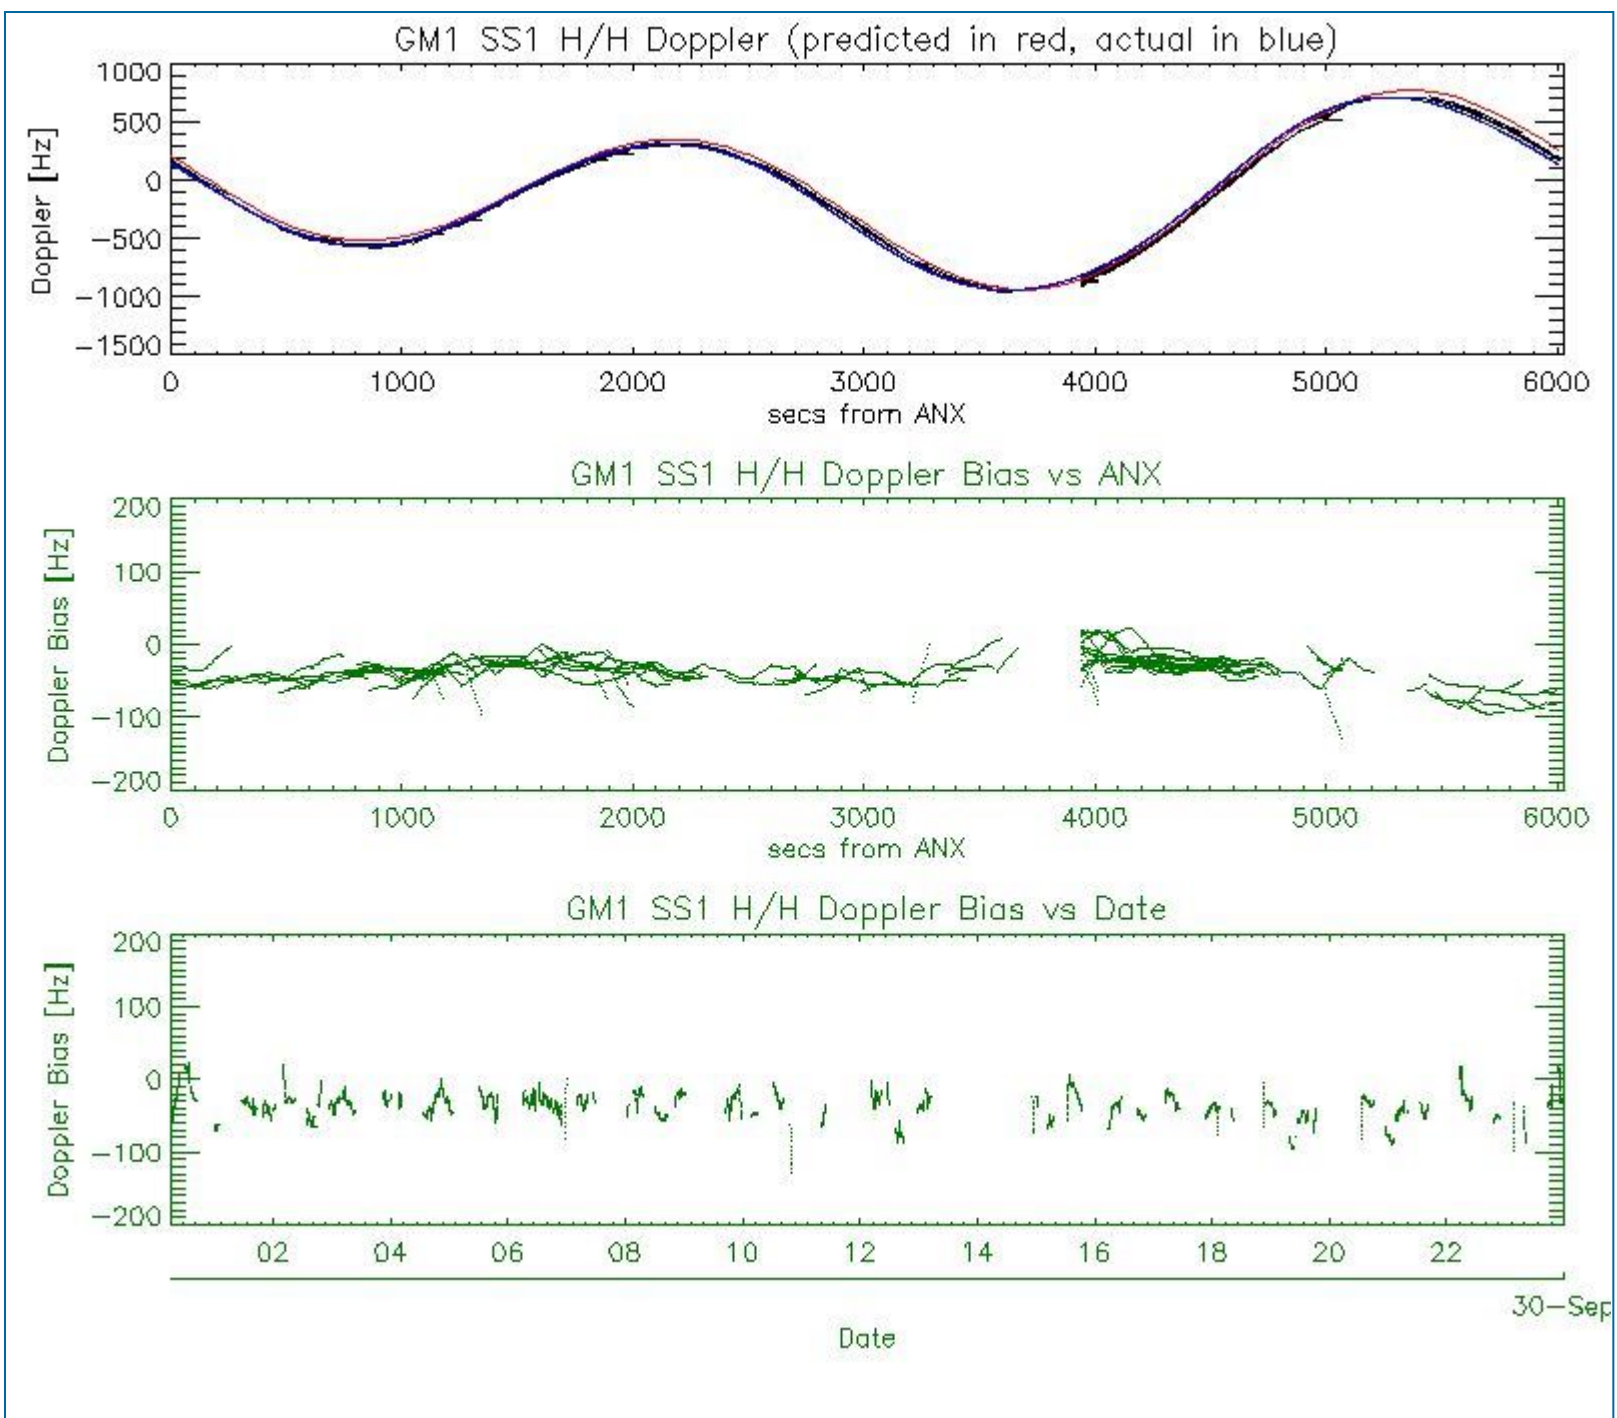 GM1 SS1 H/H Doppler (predicted in red, actual in blue)
1000
500
0
-500
-1000
-1500
Doppler [Hz]
0 1000 2000 3000 4000 5000 6000
secs from ANX
GM1 SS1 H/H Doppler Bias vs ANX
200
100
0
-100
-200
Doppler Bias [Hz]
0 1000 2000 3000 4000 5000 6000
secs from ANX
GM1 SS1 H/H Doppler Bias vs Date
200
100
0
-100
-200
Doppler Bias [Hz]
02 04 06 08 10 12 14 16 18 20 22
30-Sep
Date